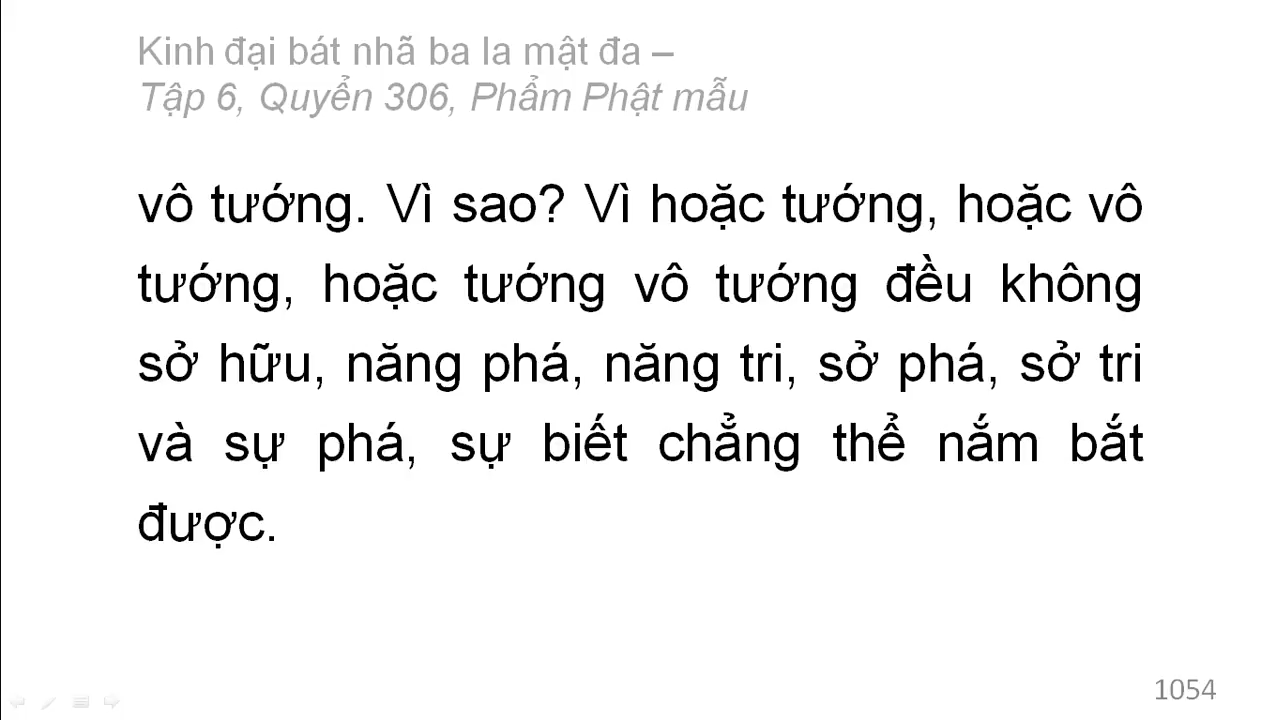 Kinh đại bát nhã ba la mật đa –
Tập 6, Quyển 306, Phẩm Phật mẫu
vô tướng. Vì sao? Vì hoặc tướng, hoặc vô
tướng, hoặc tướng vô tướng đều không
sở hữu, năng phá, năng tri, sở phá, sở tri
và sự phá, sự biết chẳng thể nắm bắt
được.
1054